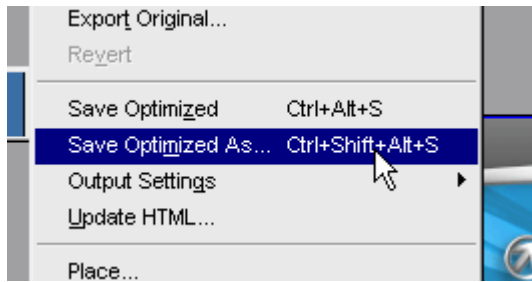 Export Original...
Revert
Save Optimized Ctrl+Alt+S
Save Optimized As... Ctrl+Shift+Alt+S
Output Settings
Update HTML...
Place...